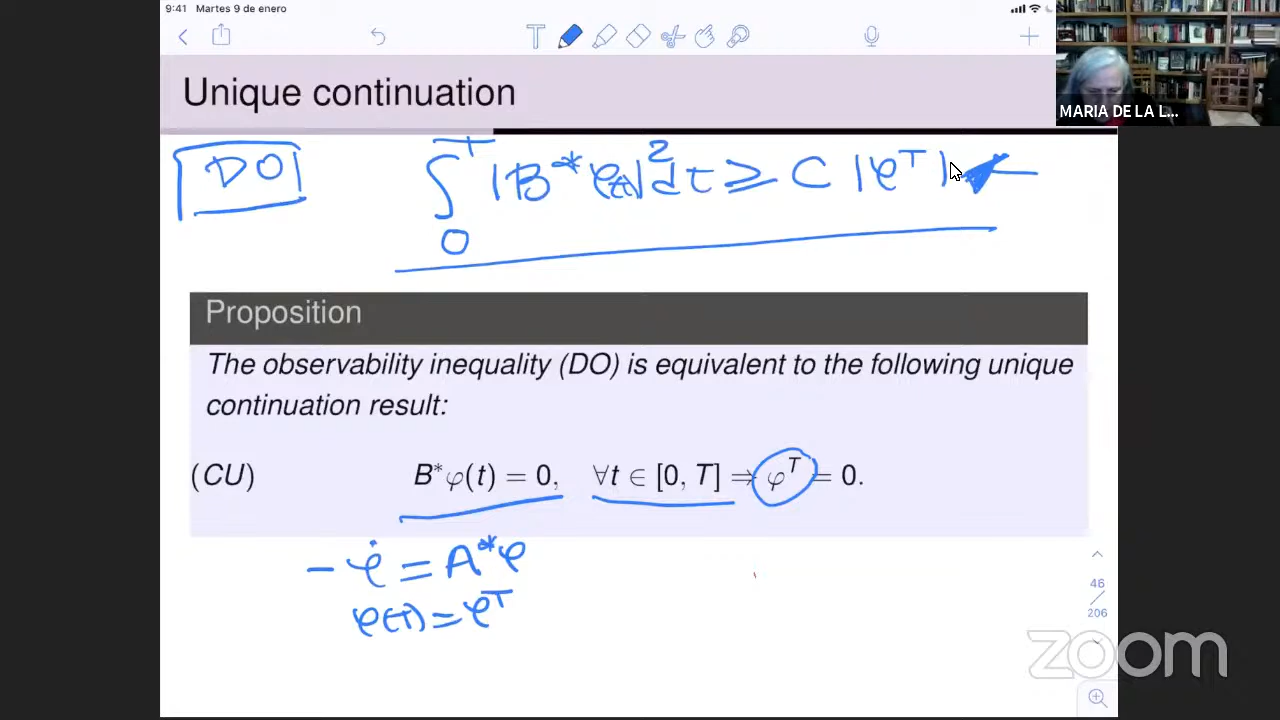 9:41 Martes 9 de enero
Unique continuation
MARIA DE LA L...
DO
∫₀ᵀ |B*φ(t)|² dt ≥ C |φᵀ|
Proposition
The observability inequality (DO) is equivalent to the following unique
continuation result:
(CU) B*φ(t) = 0, ∀t ∈ [0, T] ⇒ φᵀ = 0.
-φ̇ = A*φ
φ(T) = φᵀ
46
206
zoom